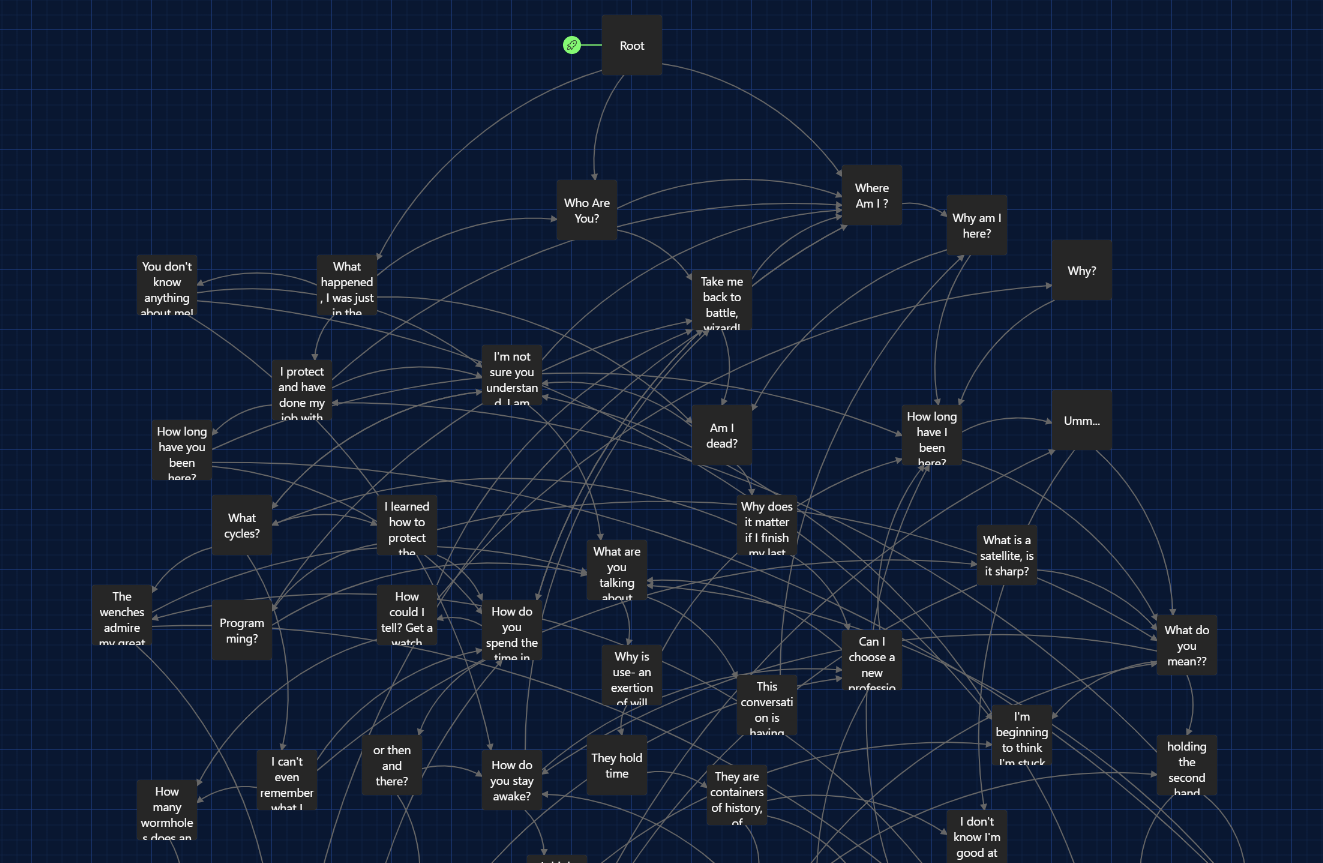 Root
Who Are
You?
Where
Am I ?
Why am I
here?
Why?
You don't
know
anything
about me!
What
happened
, I was just
in the
Take me
back to
battle,
wizard!
I'm not
sure you
understan
d, I am
I protect
and have
done my
job with
How long
have you
been
here?
Am I
dead?
How long
have I
been
here?
Umm...
What
cycles?
I learned
how to
protect
the
Why does
it matter
if I finish
my last
What is a
satellite, is
it sharp?
What are
you
talking
about
The
wenches
admire
my great
Program
ming?
How
could I
tell? Get a
watch
How do
you
spend the
time in
Why is
use- an
exertion
of will
Can I
choose a
new
professio
What do
you
mean??
This
conversati
on is
having
I'm
beginning
to think
I'm stuck
or then
and
there?
They hold
time
holding
the
second
hand
I can't
even
remember
what I
How do
you stay
awake?
They are
containers
of history,
of
How
many
wormhole
s does an
I don't
know I'm
good at